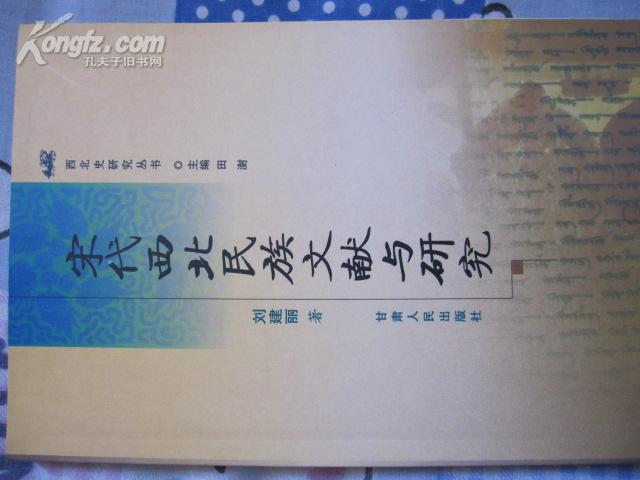 Kongfz.com
孔夫子旧书网
西北史研究丛书 ◎主编 田澍
宋代西北民族文献与研究
刘建丽 著
甘肃人民出版社